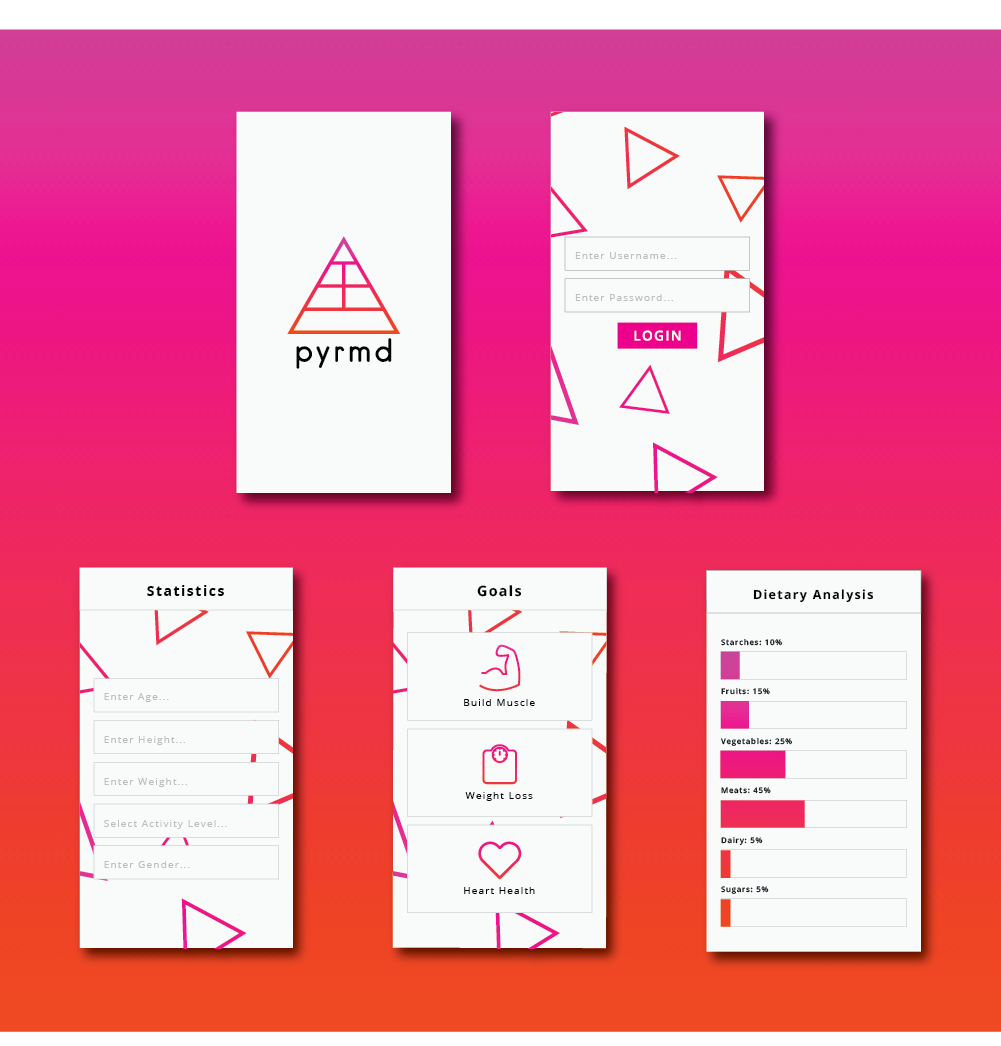 pyrmd
Enter Username...
Enter Password...
LOGIN
Statistics
Enter Age...
Enter Height...
Enter Weight...
Select Activity Level...
Enter Gender...
Goals
Build Muscle
Weight Loss
Heart Health
Dietary Analysis
Starches: 10%
Fruits: 15%
Vegetables: 25%
Meats: 45%
Dairy: 5%
Sugars: 5%